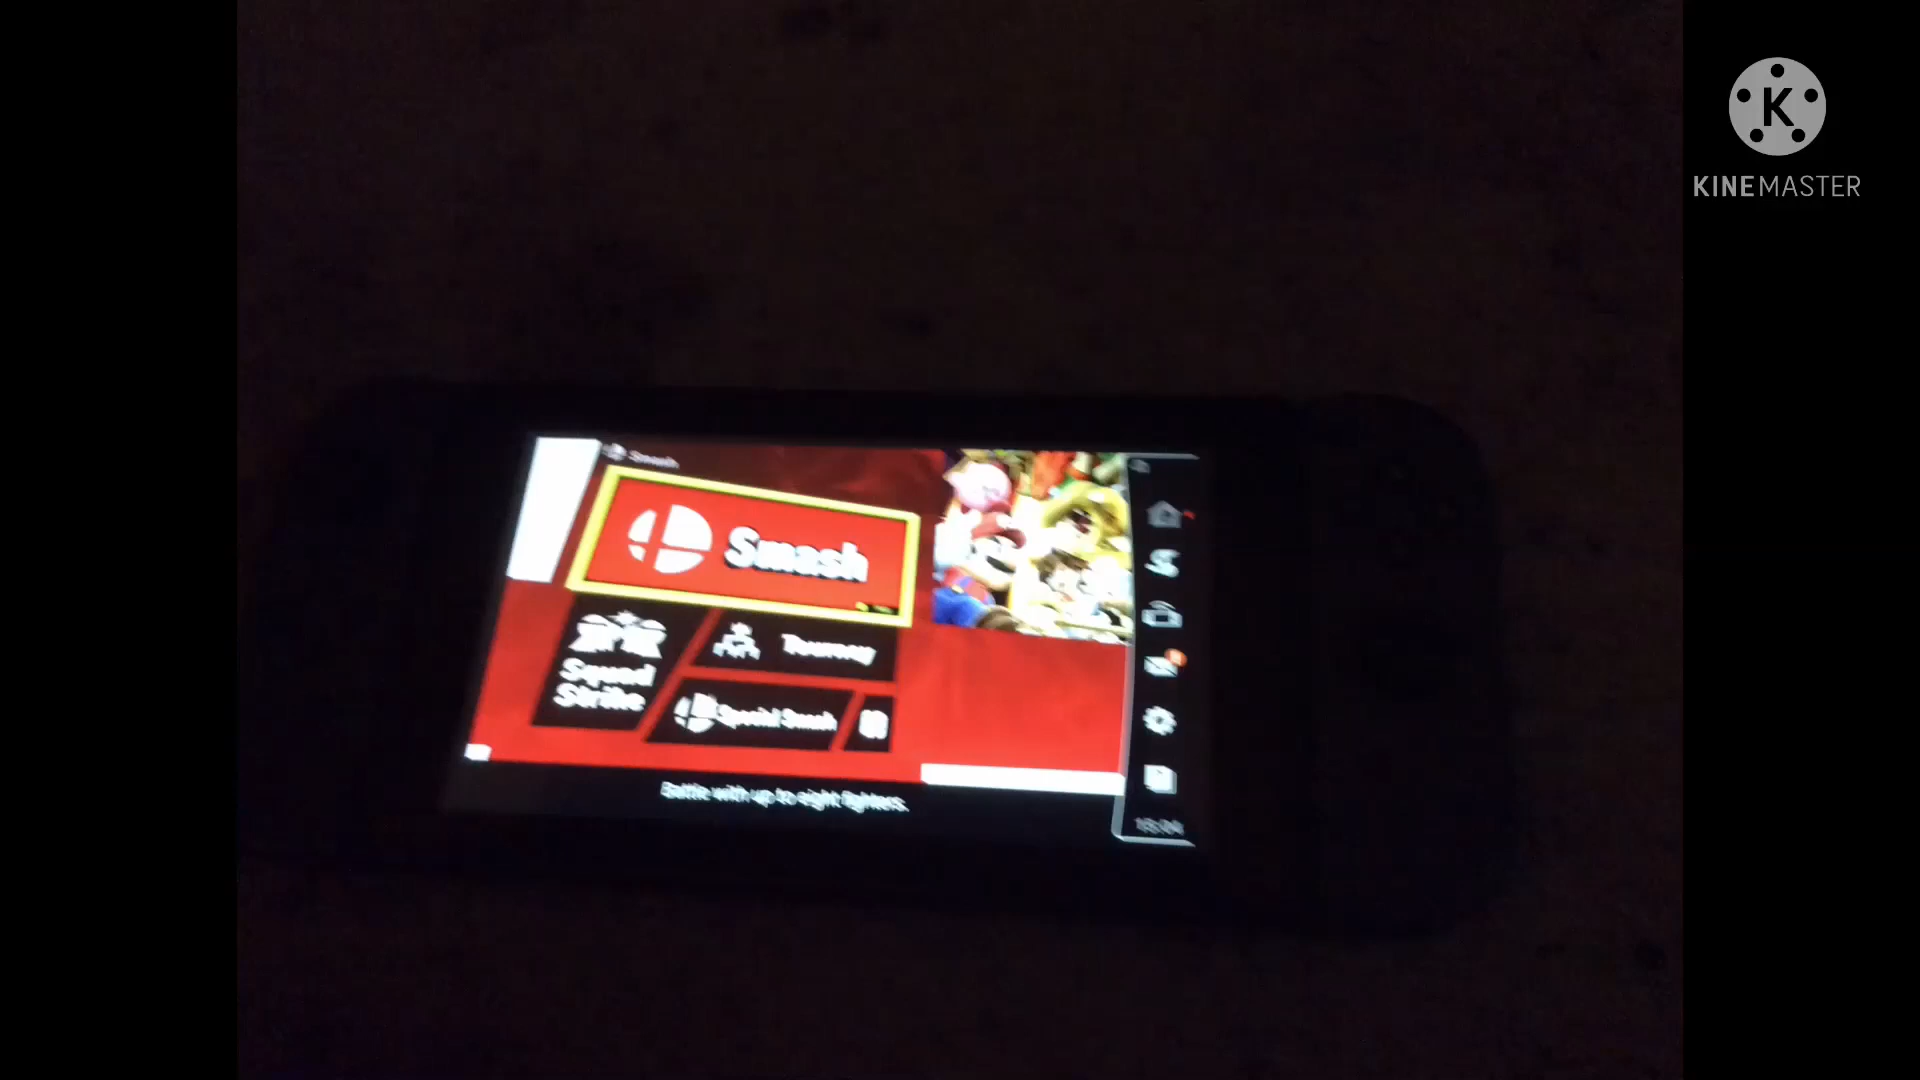 K
KINEMASTER
Smash
Smash
Squad
Strike
Tourney
Special Smash
Battle with up to eight fighters.